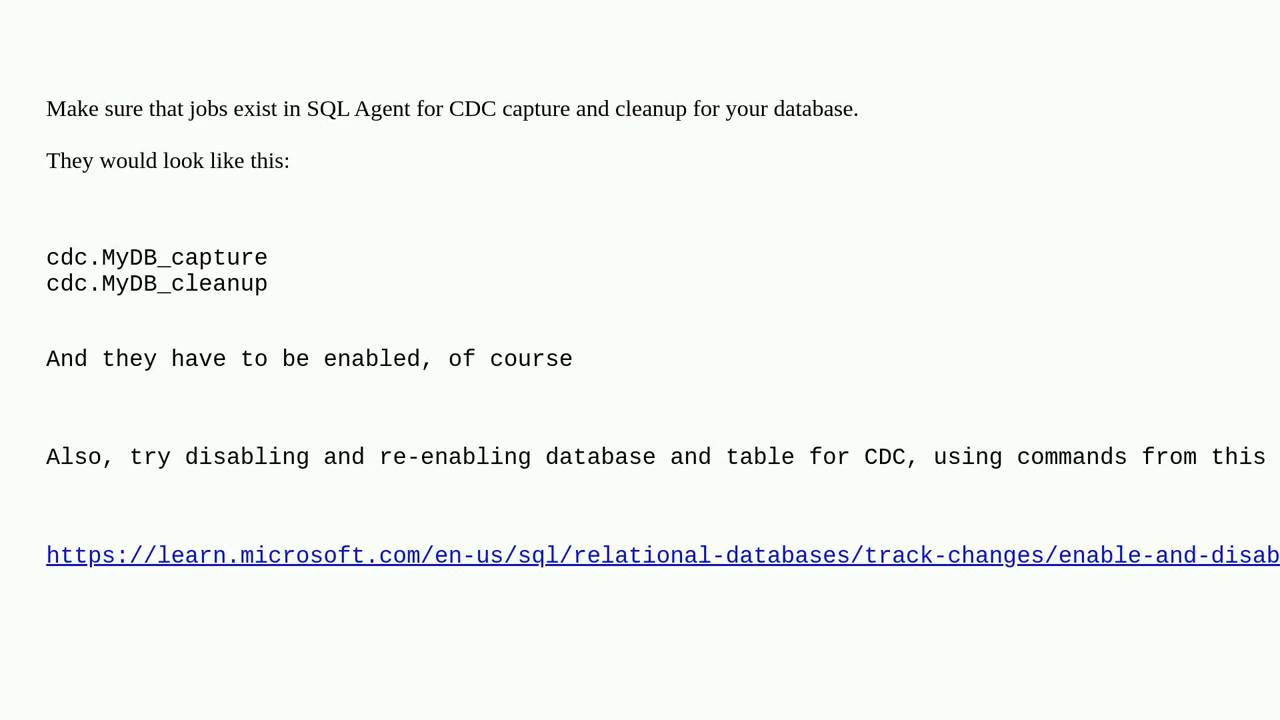 Make sure that jobs exist in SQL Agent for CDC capture and cleanup for your database.
They would look like this:
cdc.MyDB_capture
cdc.MyDB_cleanup
And they have to be enabled, of course
Also, try disabling and re-enabling database and table for CDC, using commands from this
https://learn.microsoft.com/en-us/sql/relational-databases/track-changes/enable-and-disab